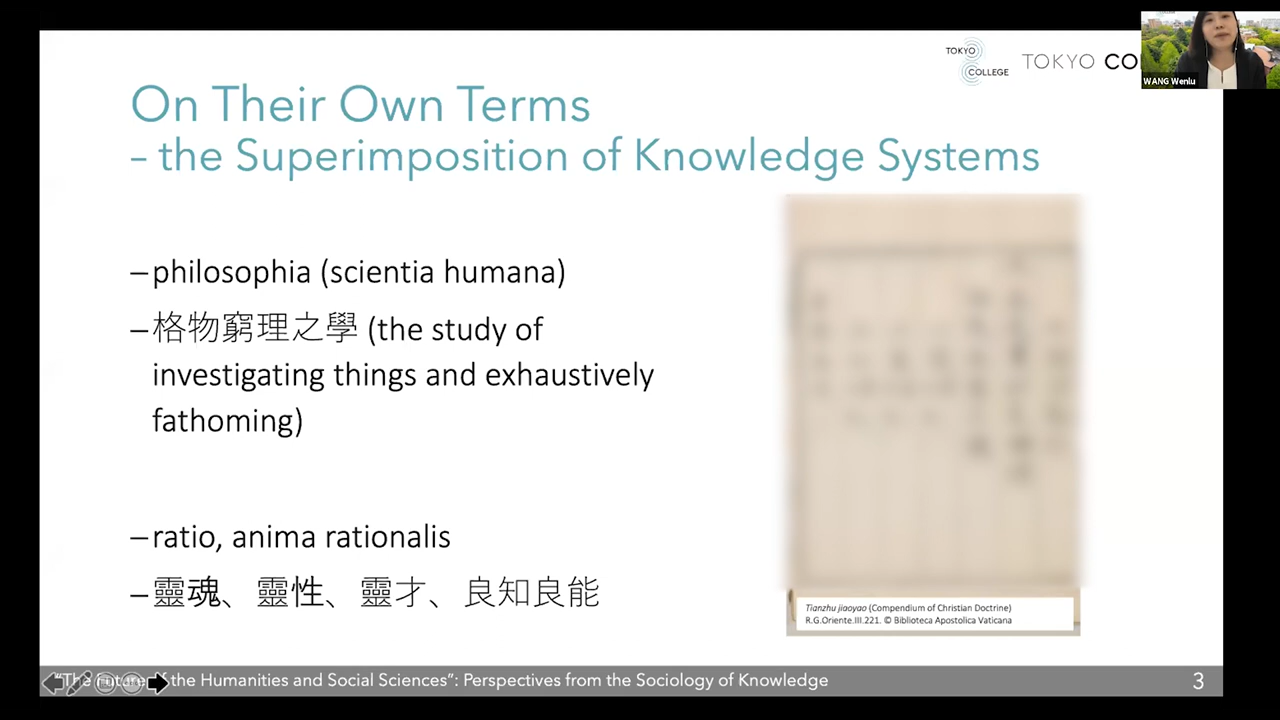 TOKYO
COLLEGE
TOKYO CO
WANG Wenlu
On Their Own Terms
– the Superimposition of Knowledge Systems
–philosophia (scientia humana)
–格物窮理之學 (the study of
investigating things and exhaustively
fathoming)
–ratio, anima rationalis
–靈魂、靈性、靈才、良知良能
Tianzhu jiaoyao (Compendium of Christian Doctrine)
R.G.Oriente.III.221. © Biblioteca Apostolica Vaticana
"The Future of the Humanities and Social Sciences": Perspectives from the Sociology of Knowledge
3